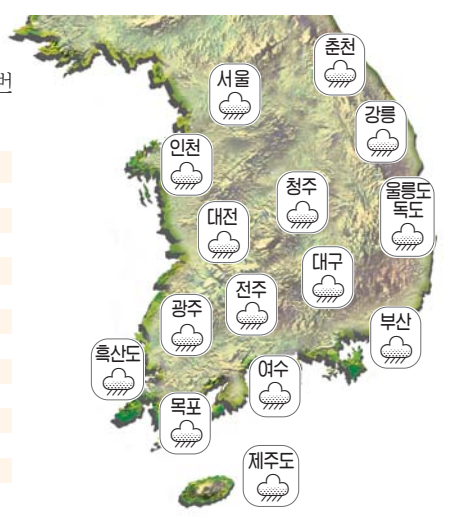 춘천
서울
강릉
인천
청주
울릉도
독도
대전
대구
전주
광주
부산
흑산도
여수
목포
제주도